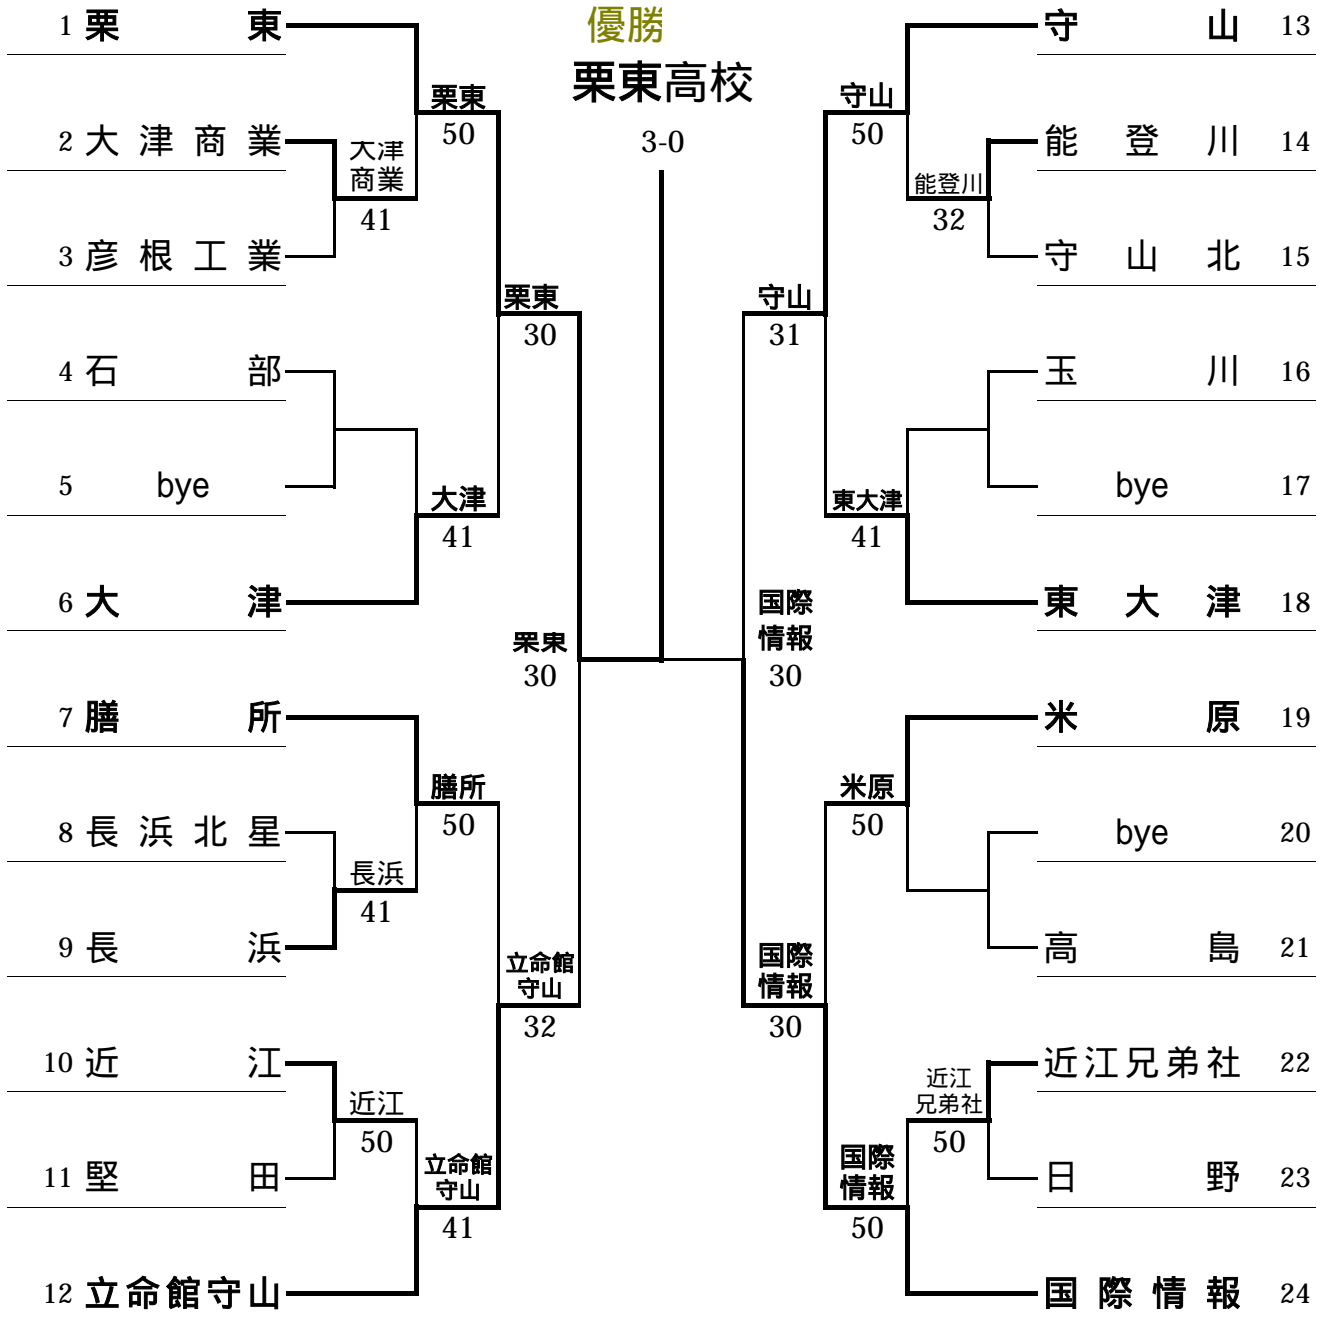 優勝
栗東高校
3-0
1 栗東
2 大津商業
3 彦根工業
4 石部
5 bye
6 大津
7 膳所
8 長浜北星
9 長浜
10 近江
11 堅田
12 立命館守山
大津
商業
41
栗東
50
大津
41
栗東
30
栗東
30
膳所
50
長浜
41
立命館
守山
32
近江
50
立命館
守山
41
守山
50
能登川
32
守山
31
東大津
41
国際
情報
30
米原
50
国際
情報
30
近江
兄弟社
50
国際
情報
50
守山 13
能登川 14
守山北 15
玉川 16
bye 17
東大津 18
米原 19
bye 20
高島 21
近江兄弟社 22
日野 23
国際情報 24